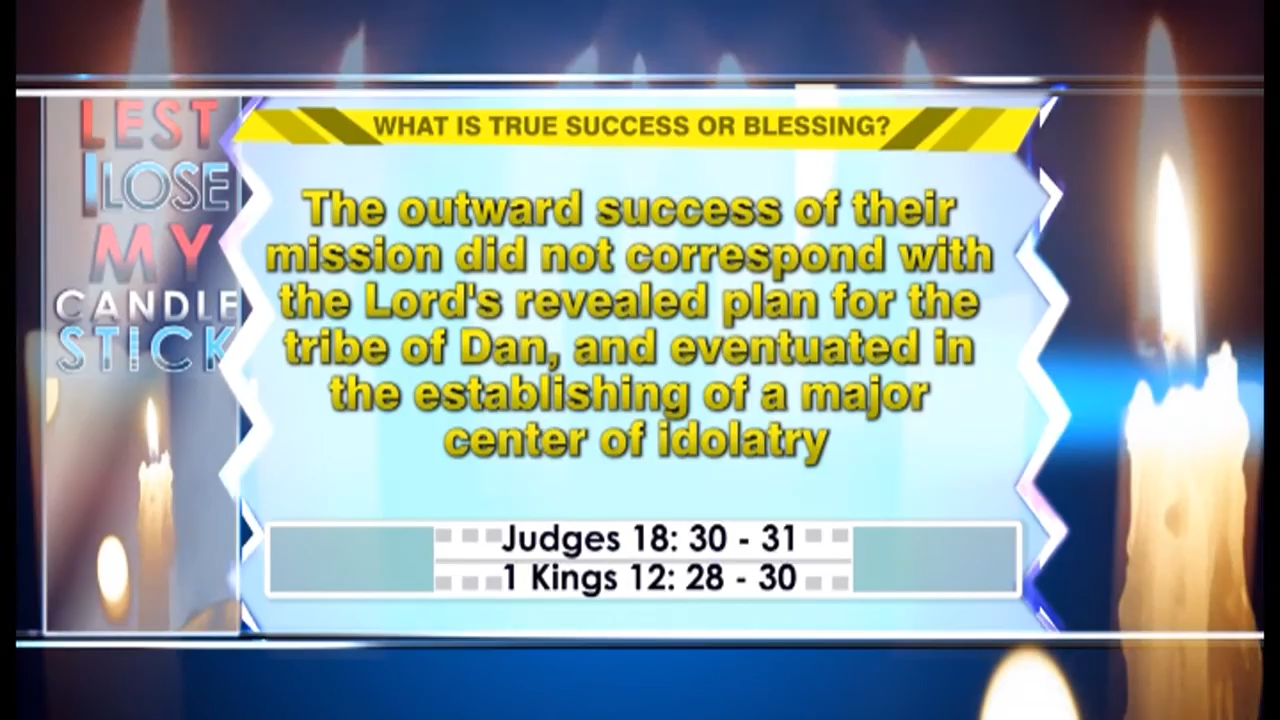 LEST
I LOSE
MY
CANDLE
STICK
WHAT IS TRUE SUCCESS OR BLESSING?
The outward success of their
mission did not correspond with
the Lord's revealed plan for the
tribe of Dan, and eventuated in
the establishing of a major
center of idolatry
Judges 18: 30 - 31
1 Kings 12: 28 - 30